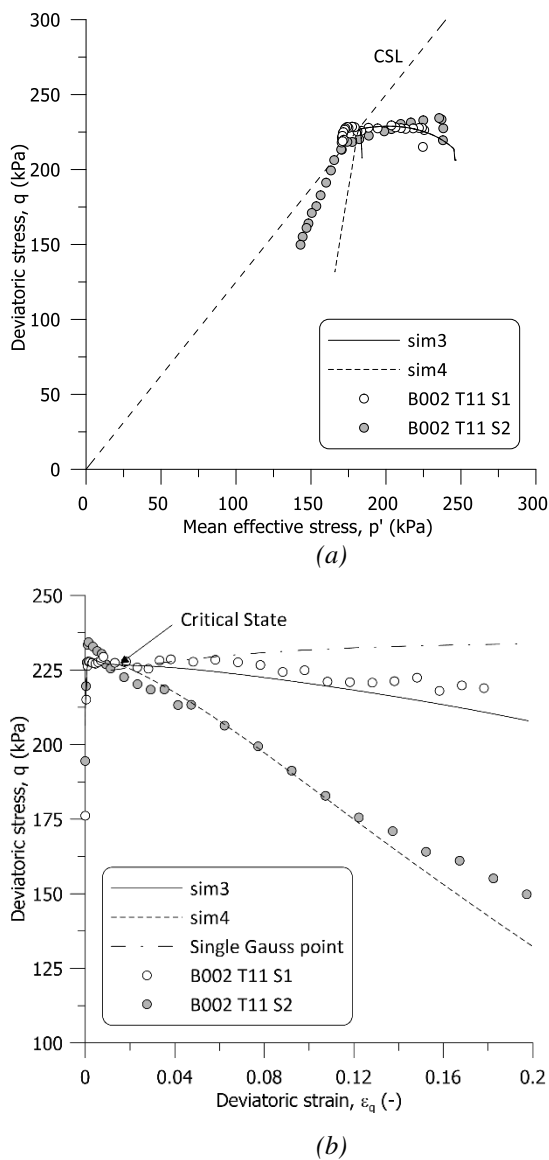 300
250
200
150
100
50
0
Deviatoric stress, q (kPa)
CSL
sim3
sim4
B002 T11 S1
B002 T11 S2
0 50 100 150 200 250 300
Mean effective stress, p' (kPa)
(a)
250
225
200
175
150
125
100
Deviatoric stress, q (kPa)
Critical State
sim3
sim4
Single Gauss point
B002 T11 S1
B002 T11 S2
0 0.04 0.08 0.12 0.16 0.2
Deviatoric strain, εq (-)
(b)